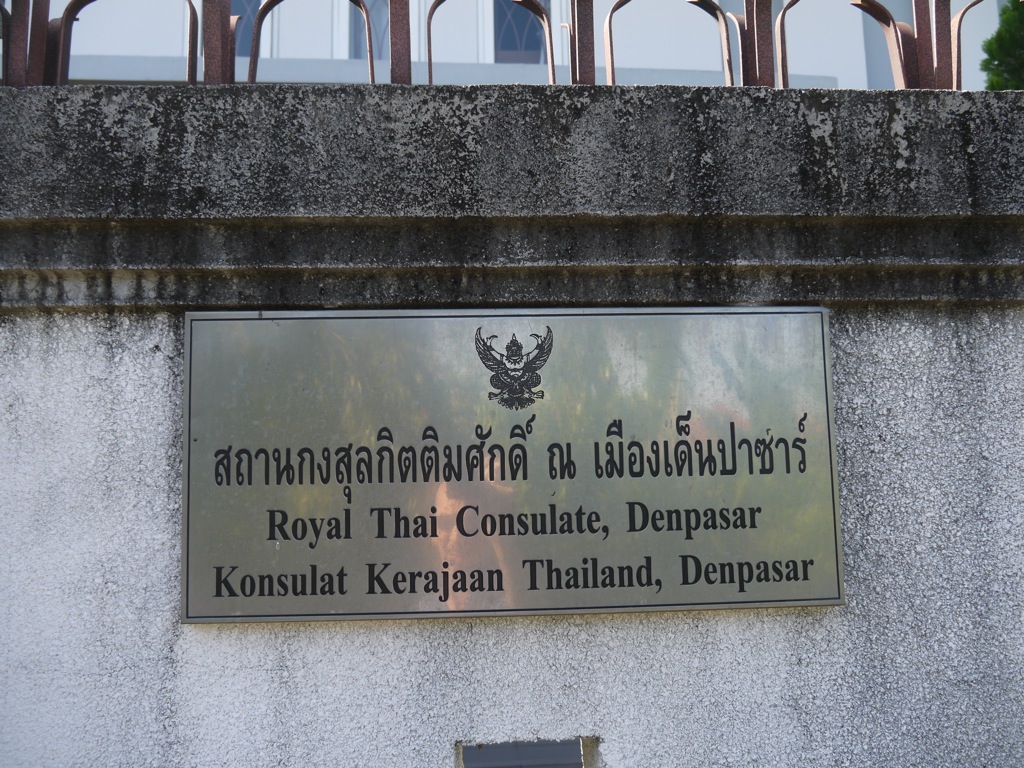 สถานกงสุลกิตติมศักดิ์ ณ เมืองเด็นปาซาร์
Royal Thai Consulate, Denpasar
Konsulat Kerajaan Thailand, Denpasar